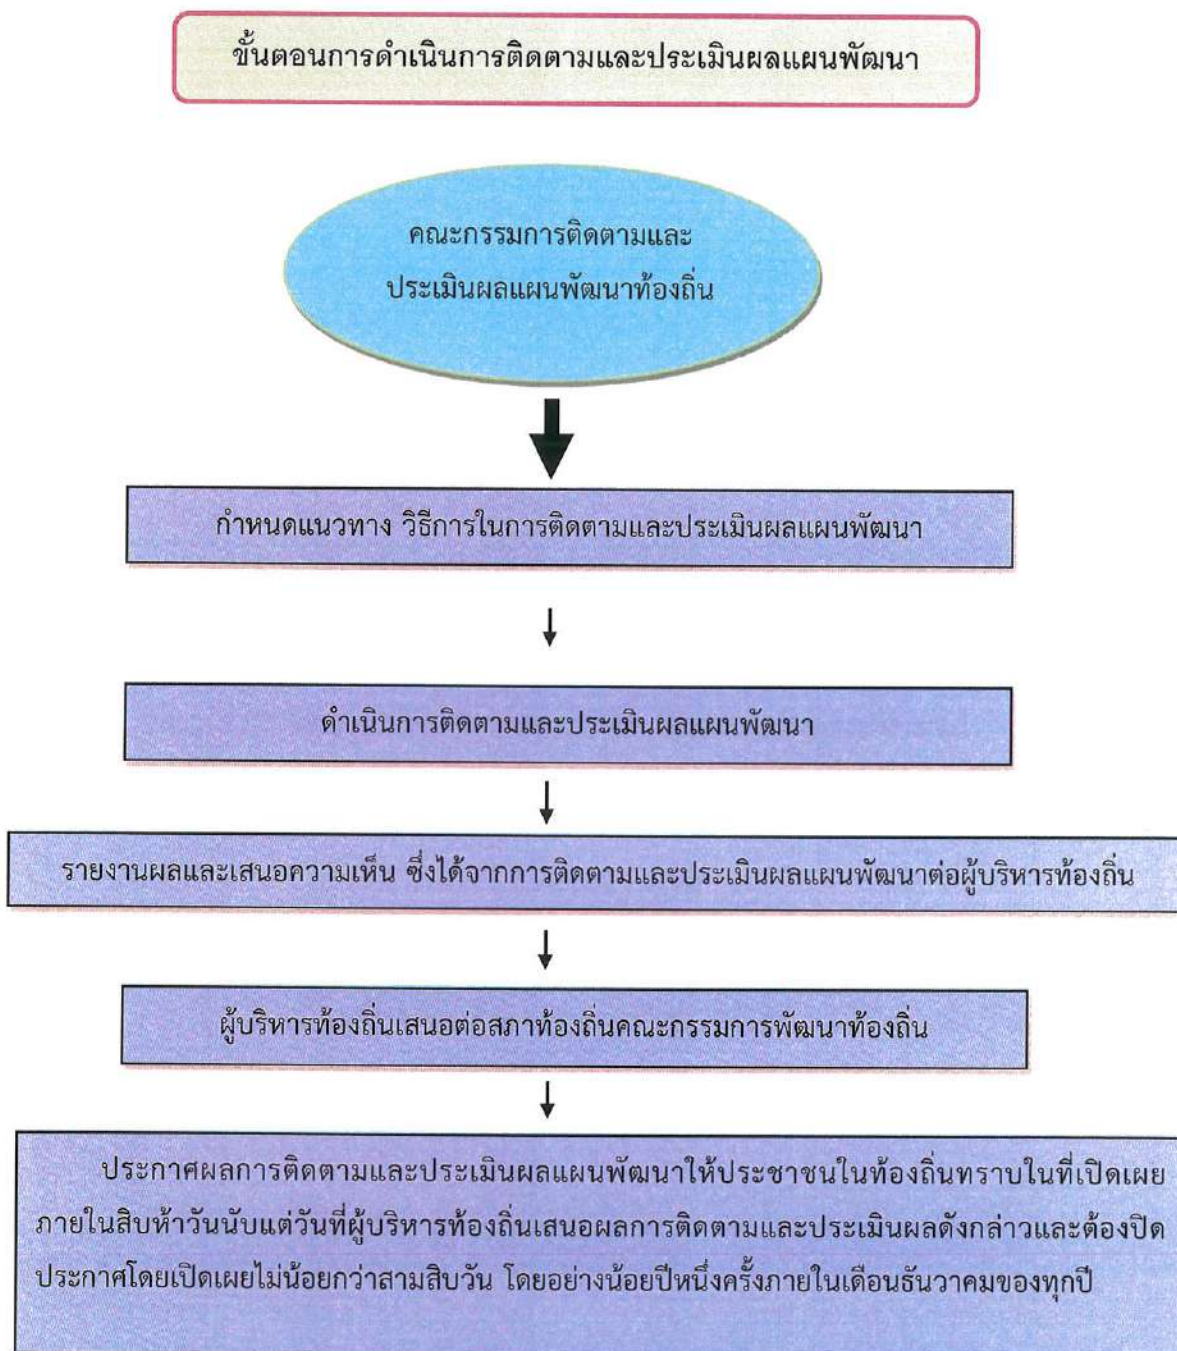 ขั้นตอนการดำเนินการติดตามและประเมินผลแผนพัฒนา
คณะกรรมการติดตามและ
ประเมินผลแผนพัฒนาท้องถิ่น
กำหนดแนวทาง วิธีการในการติดตามและประเมินผลแผนพัฒนา
ดำเนินการติดตามและประเมินผลแผนพัฒนา
รายงานผลและเสนอความเห็น ซึ่งได้จากการติดตามและประเมินผลแผนพัฒนาต่อผู้บริหารท้องถิ่น
ผู้บริหารท้องถิ่นเสนอต่อสภาท้องถิ่นคณะกรรมการพัฒนาท้องถิ่น
ประกาศผลการติดตามและประเมินผลแผนพัฒนาให้ประชาชนในท้องถิ่นทราบในที่เปิดเผย
ภายในสิบห้าวันนับแต่วันที่ผู้บริหารท้องถิ่นเสนอผลการติดตามและประเมินผลดังกล่าวและต้องปิด
ประกาศโดยเปิดเผยไม่น้อยกว่าสามสิบวัน โดยอย่างน้อยปีหนึ่งครั้งภายในเดือนธันวาคมของทุกปี